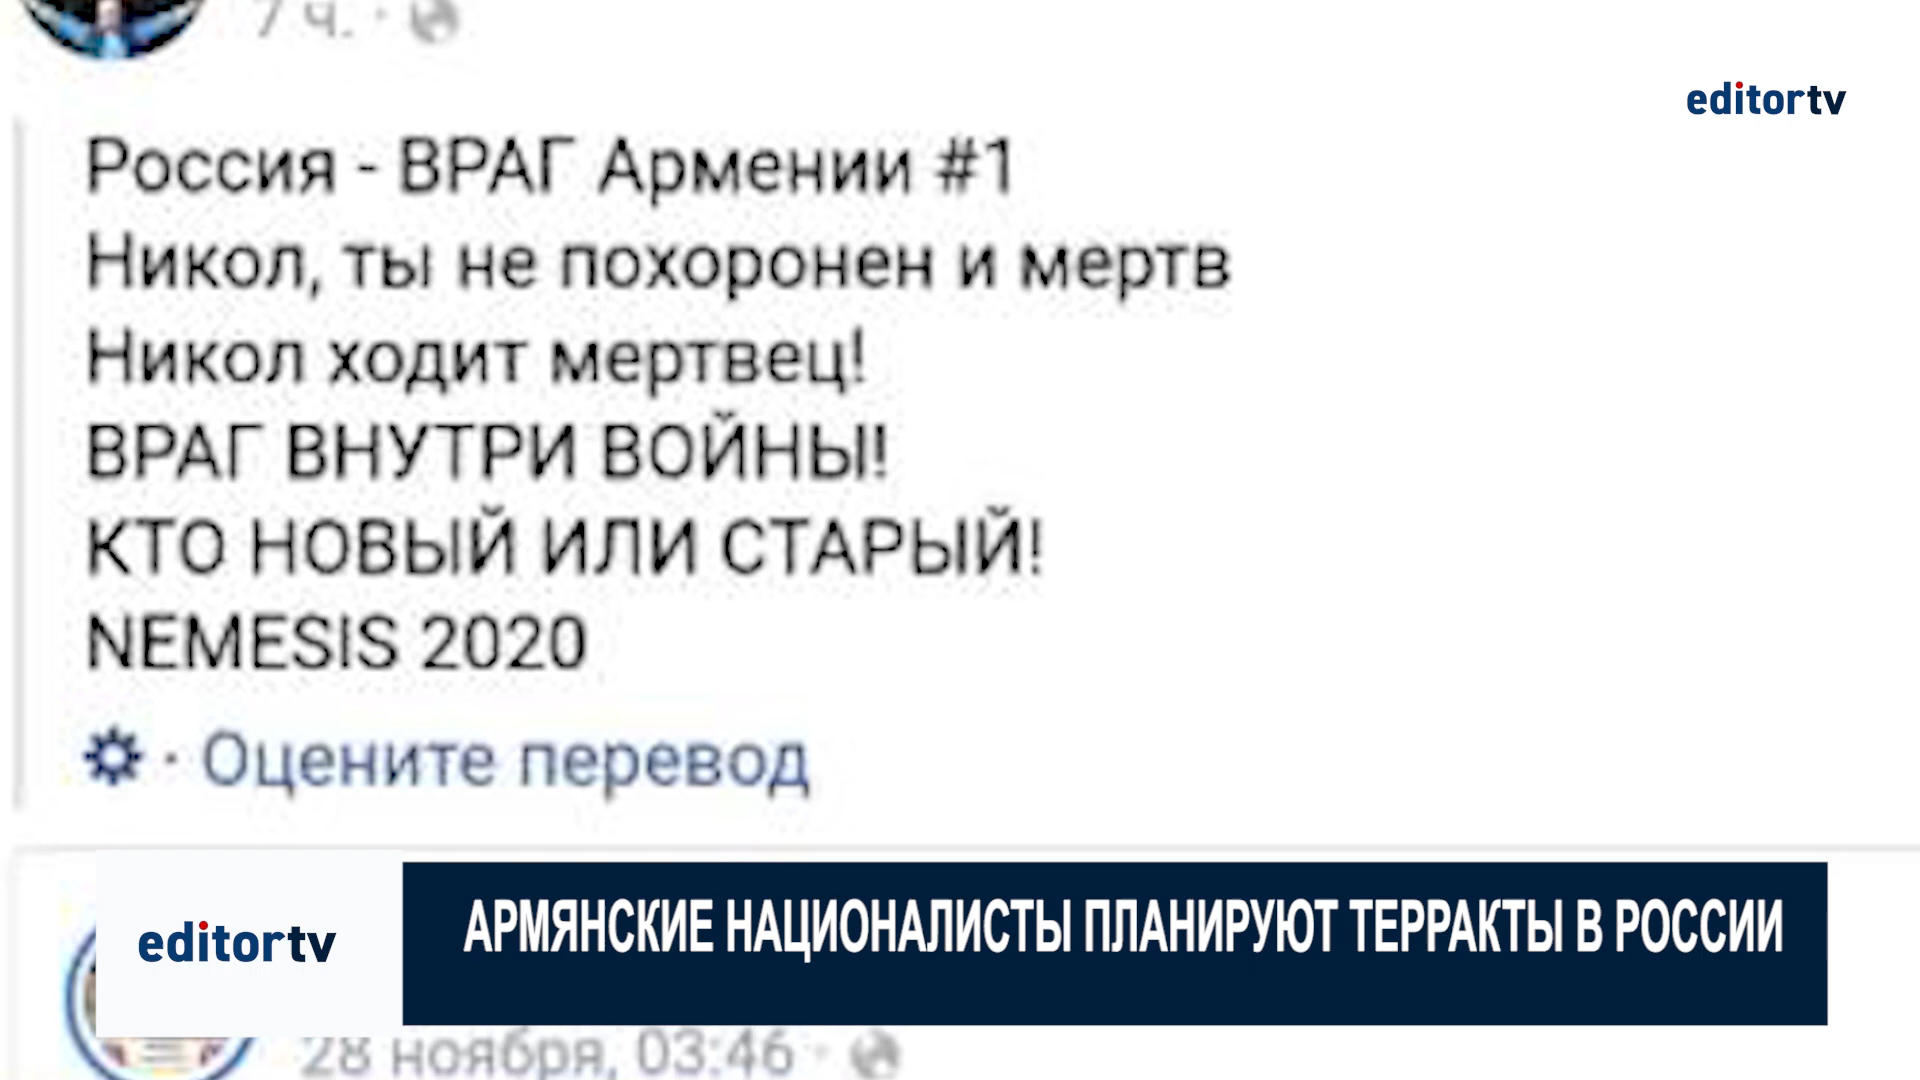 7 ч.
editortv
Россия - ВРАГ Армении #1
Никол, ты не похоронен и мертв
Никол ходит мертвец!
ВРАГ ВНУТРИ ВОЙНЫ!
КТО НОВЫЙ ИЛИ СТАРЫЙ!
NEMESIS 2020
· Оцените перевод
editortv
АРМЯНСКИЕ НАЦИОНАЛИСТЫ ПЛАНИРУЮТ ТЕРРАКТЫ В РОССИИ
28 ноября, 03:46